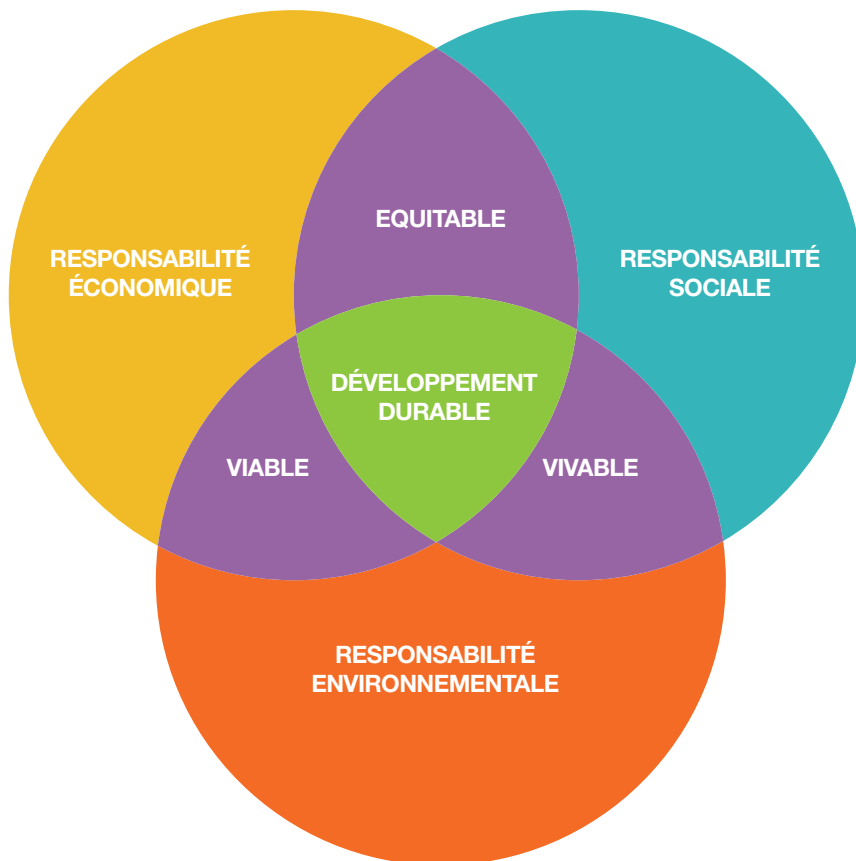 EQUITABLE
RESPONSABILITÉ
ÉCONOMIQUE
RESPONSABILITÉ
SOCIALE
DÉVELOPPEMENT
DURABLE
VIABLE
VIVABLE
RESPONSABILITÉ
ENVIRONNEMENTALE